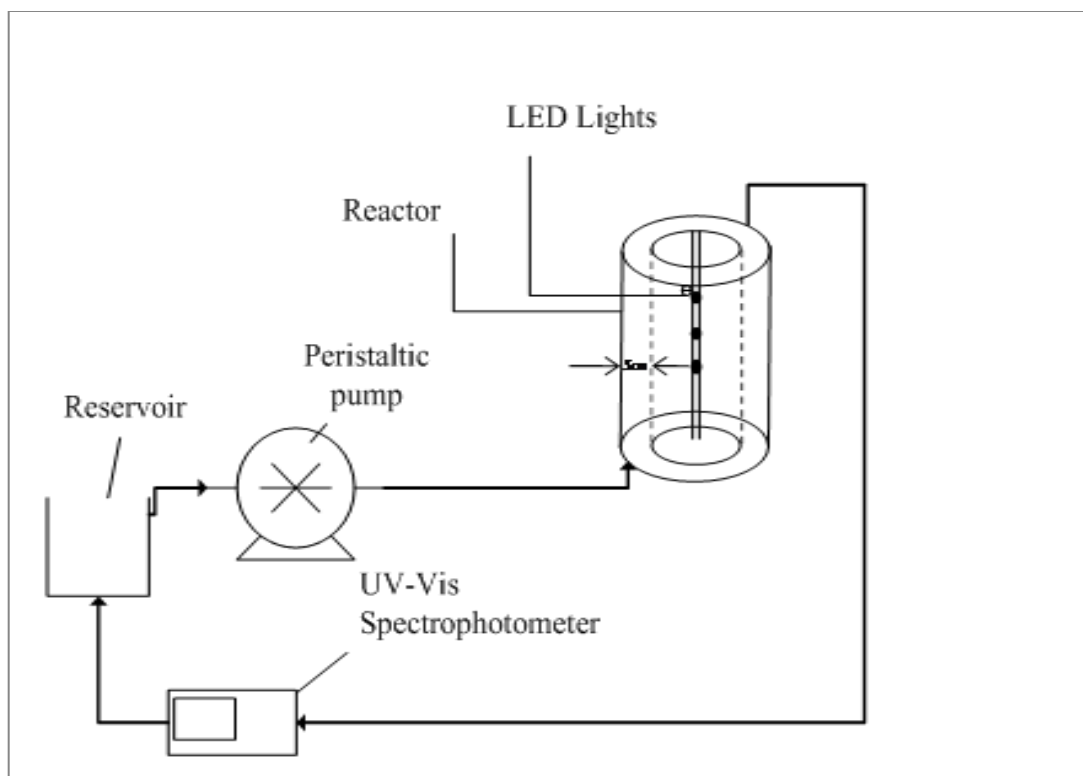 LED Lights
Reactor
Peristaltic
pump
Reservoir
UV-Vis
Spectrophotometer